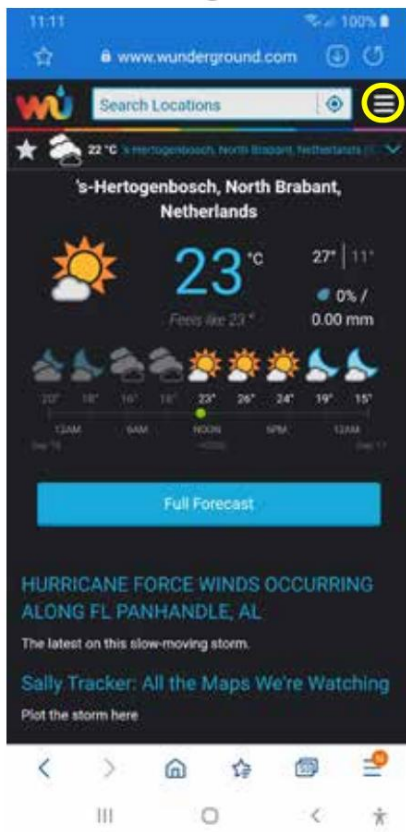 11:11
100%
www.wunderground.com
wu
Search Locations
22 °C 's-Hertogenbosch, North Brabant, Netherlands
's-Hertogenbosch, North Brabant,
Netherlands
23 °C
27° | 11°
0% /
0.00 mm
Feels like 23 °
20° 18° 16° 18° 23° 26° 24° 19° 15°
12AM 6AM NOON 6PM 12AM
Full Forecast
HURRICANE FORCE WINDS OCCURRING
ALONG FL PANHANDLE, AL
The latest on this slow-moving storm.
Sally Tracker: All the Maps We're Watching
Plot the storm here